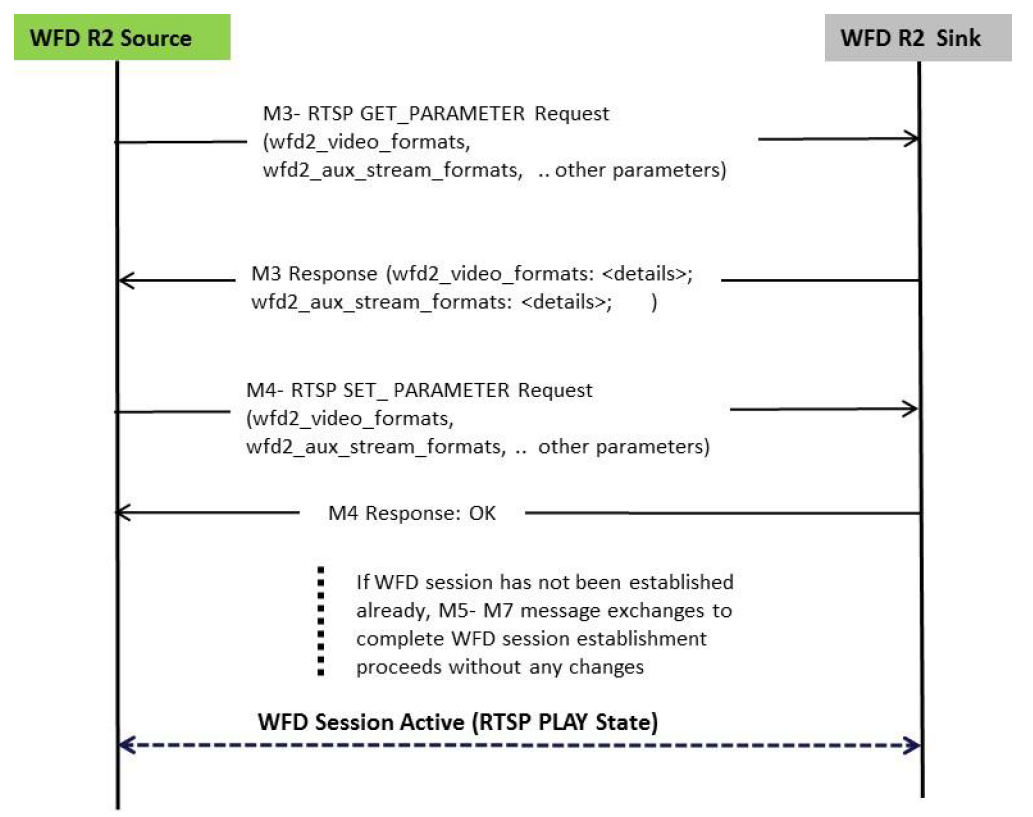 WFD R2 Source
WFD R2 Sink
M3- RTSP GET_PARAMETER Request
(wfd2_video_formats,
wfd2_aux_stream_formats, .. other parameters)
M3 Response (wfd2_video_formats: <details>;
wfd2_aux_stream_formats: <details>; )
M4- RTSP SET_ PARAMETER Request
(wfd2_video_formats,
wfd2_aux_stream_formats, .. other parameters)
M4 Response: OK
If WFD session has not been established
already, M5- M7 message exchanges to
complete WFD session establishment
proceeds without any changes
WFD Session Active (RTSP PLAY State)